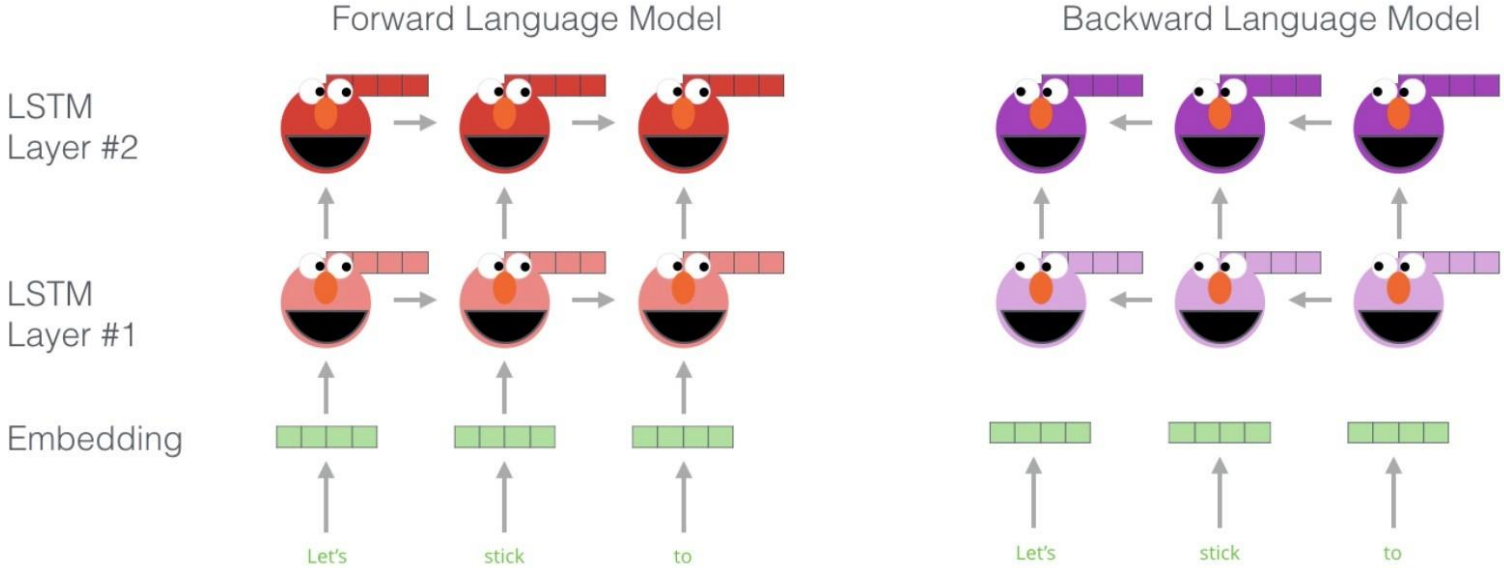 Forward Language Model
Backward Language Model
LSTM
Layer #2
LSTM
Layer #1
Embedding
Let's
stick
to
Let's
stick
to